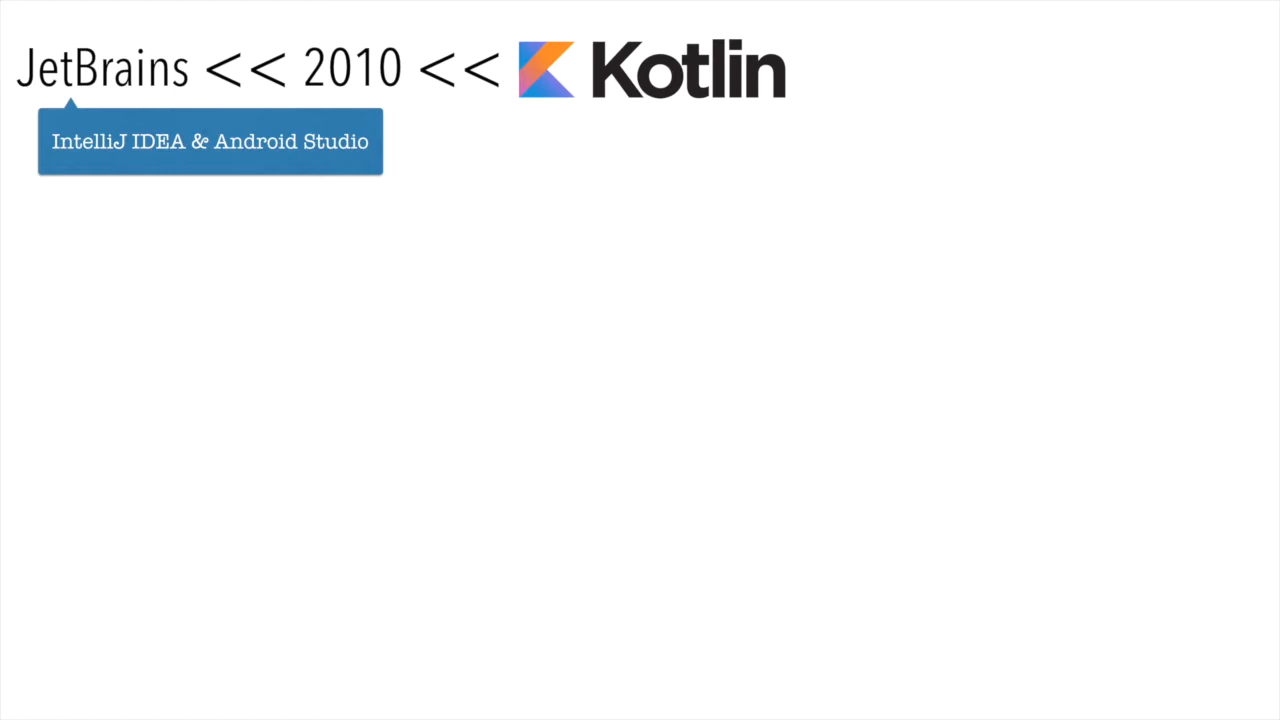 JetBrains << 2010 << Kotlin
IntelliJ IDEA & Android Studio